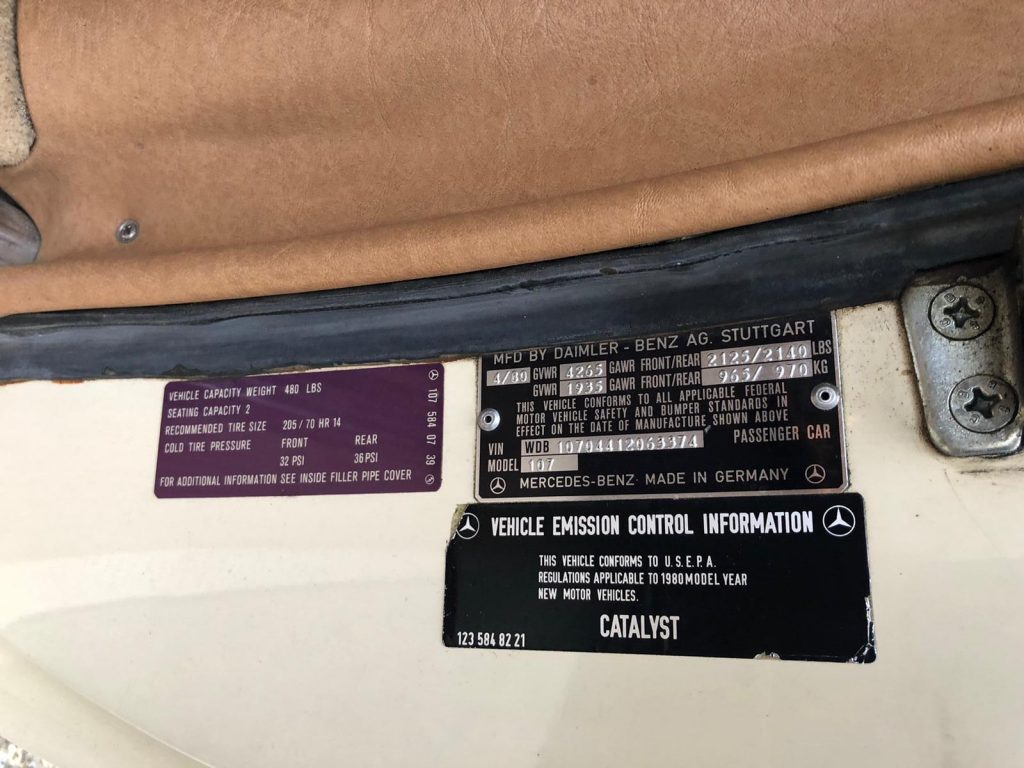 VEHICLE CAPACITY WEIGHT 480 LBS
SEATING CAPACITY 2
RECOMMENDED TIRE SIZE 205/70 HR 14
COLD TIRE PRESSURE FRONT REAR
32 PSI 36 PSI
FOR ADDITIONAL INFORMATION SEE INSIDE FILLER PIPE COVER
107 584 07 39
MFD BY DAIMLER-BENZ AG. STUTTGART
4/80 GVWR 4265 GAWR FRONT/REAR 2125/2140 LBS
GVWR 1935 GAWR FRONT/REAR 965/ 970 KG
THIS VEHICLE CONFORMS TO ALL APPLICABLE FEDERAL
MOTOR VEHICLE SAFETY AND BUMPER STANDARDS IN
EFFECT ON THE DATE OF MANUFACTURE SHOWN ABOVE
VIN WDB 10704412063374 PASSENGER CAR
MODEL 107
MERCEDES-BENZ MADE IN GERMANY
VEHICLE EMISSION CONTROL INFORMATION
THIS VEHICLE CONFORMS TO U.S.E.P.A.
REGULATIONS APPLICABLE TO 1980 MODEL YEAR
NEW MOTOR VEHICLES.
CATALYST
123 584 82 21